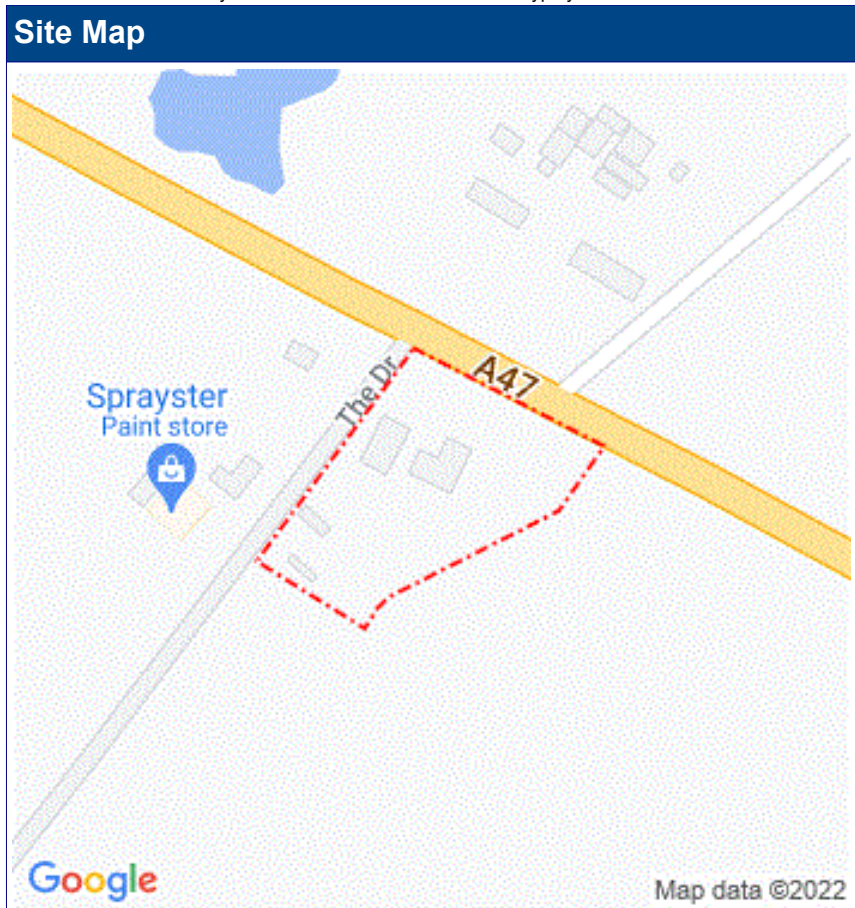 Site Map
A47
The Dr
Sprayster
Paint store
Google
Map data ©2022